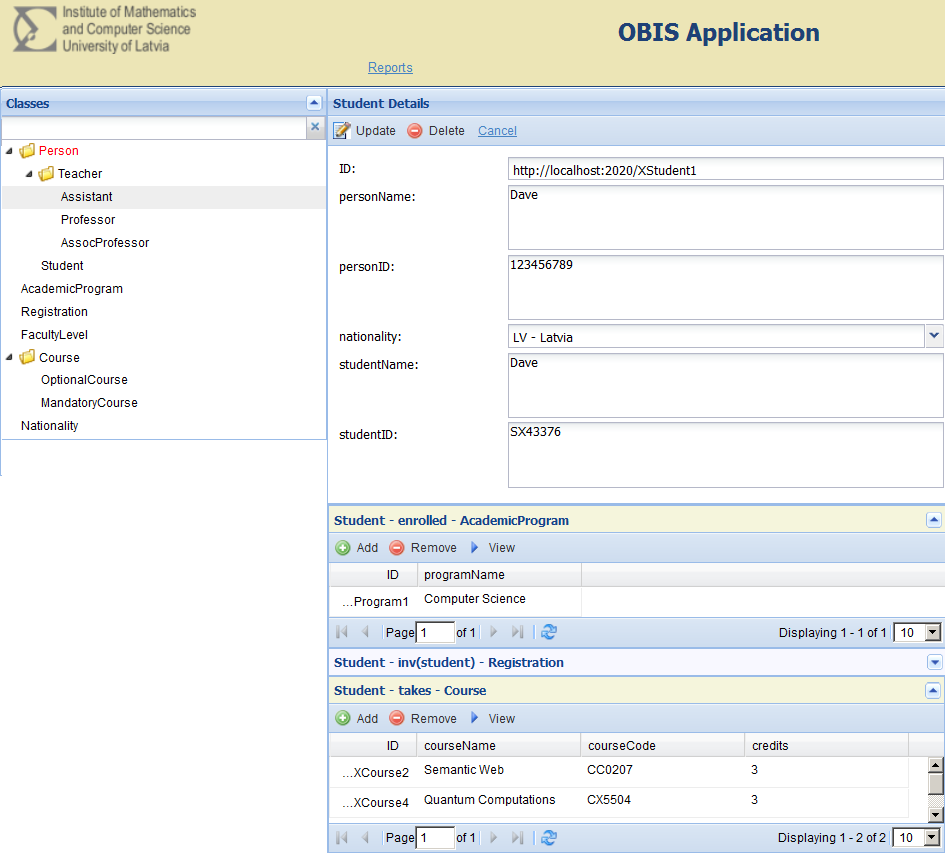 Institute of Mathematics
and Computer Science
University of Latvia
OBIS Application
Reports
Classes
Person
Teacher
Assistant
Professor
AssocProfessor
Student
AcademicProgram
Registration
FacultyLevel
Course
OptionalCourse
MandatoryCourse
Nationality
Student Details
Update Delete Cancel
ID: http://localhost:2020/XStudent1
personName: Dave
personID: 123456789
nationality: LV - Latvia
studentName: Dave
studentID: SX43376
Student - enrolled - AcademicProgram
Add Remove View
ID programName
...Program1 Computer Science
Page 1 of 1 Displaying 1 - 1 of 1 10
Student - inv(student) - Registration
Student - takes - Course
Add Remove View
ID courseName courseCode credits
...XCourse2 Semantic Web CC0207 3
...XCourse4 Quantum Computations CX5504 3
Page 1 of 1 Displaying 1 - 2 of 2 10